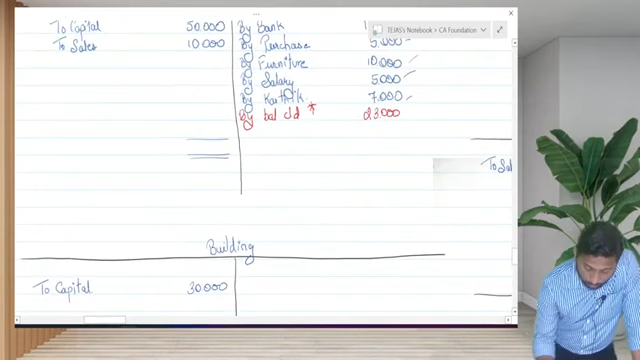 TEJAS's Notebook > CA Foundation
To Capital 50.000 By Bank
To Sales 10.000 By Purchase 5.000
By Furniture 10.000
By Salary 5.000
By Karthik 7.000
By bal c/d * 23.000
To Sal
Building
To Capital 30.000